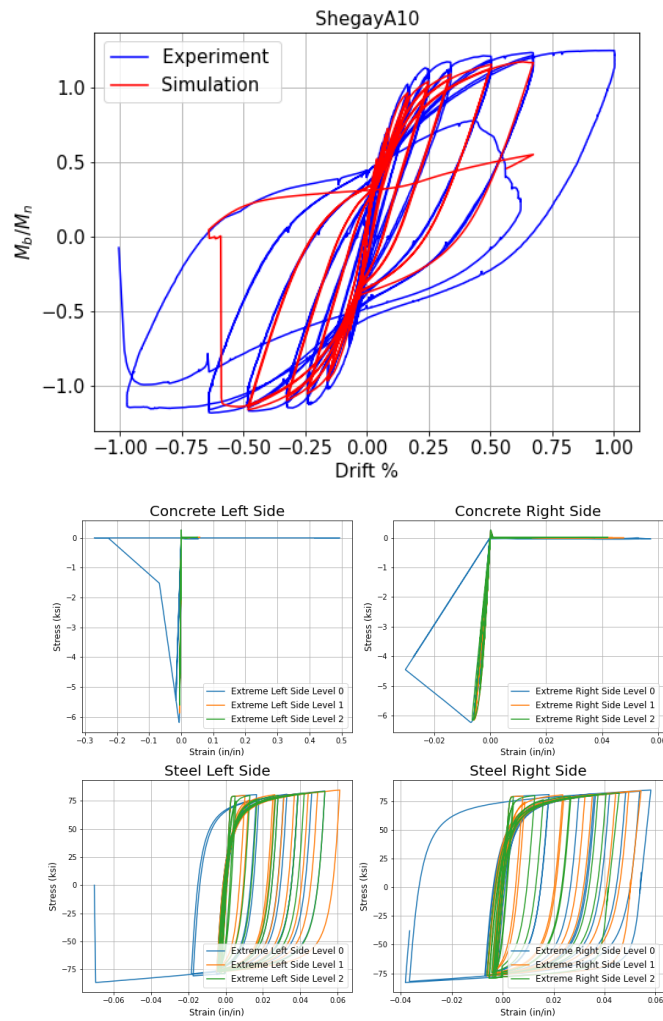 ShegayA10
Experiment
Simulation
1.0
0.5
0.0
−0.5
−1.0
M_b/M_n
−1.00 −0.75 −0.50 −0.25 0.00 0.25 0.50 0.75 1.00
Drift %
Concrete Left Side
0
−1
−2
−3
−4
−5
−6
Stress (ksi)
Extreme Left Side Level 0
Extreme Left Side Level 1
Extreme Left Side Level 2
−0.3 −0.2 −0.1 0.0 0.1 0.2 0.3 0.4 0.5
Strain (in/in)
Concrete Right Side
0
−1
−2
−3
−4
−5
−6
Stress (ksi)
Extreme Right Side Level 0
Extreme Right Side Level 1
Extreme Right Side Level 2
−0.02 0.00 0.02 0.04 0.06
Strain (in/in)
Steel Left Side
75
50
25
0
−25
−50
−75
Stress (ksi)
Extreme Left Side Level 0
Extreme Left Side Level 1
Extreme Left Side Level 2
−0.06 −0.04 −0.02 0.00 0.02 0.04 0.06
Strain (in/in)
Steel Right Side
75
50
25
0
−25
−50
−75
Stress (ksi)
Extreme Right Side Level 0
Extreme Right Side Level 1
Extreme Right Side Level 2
−0.04 −0.02 0.00 0.02 0.04 0.06
Strain (in/in)